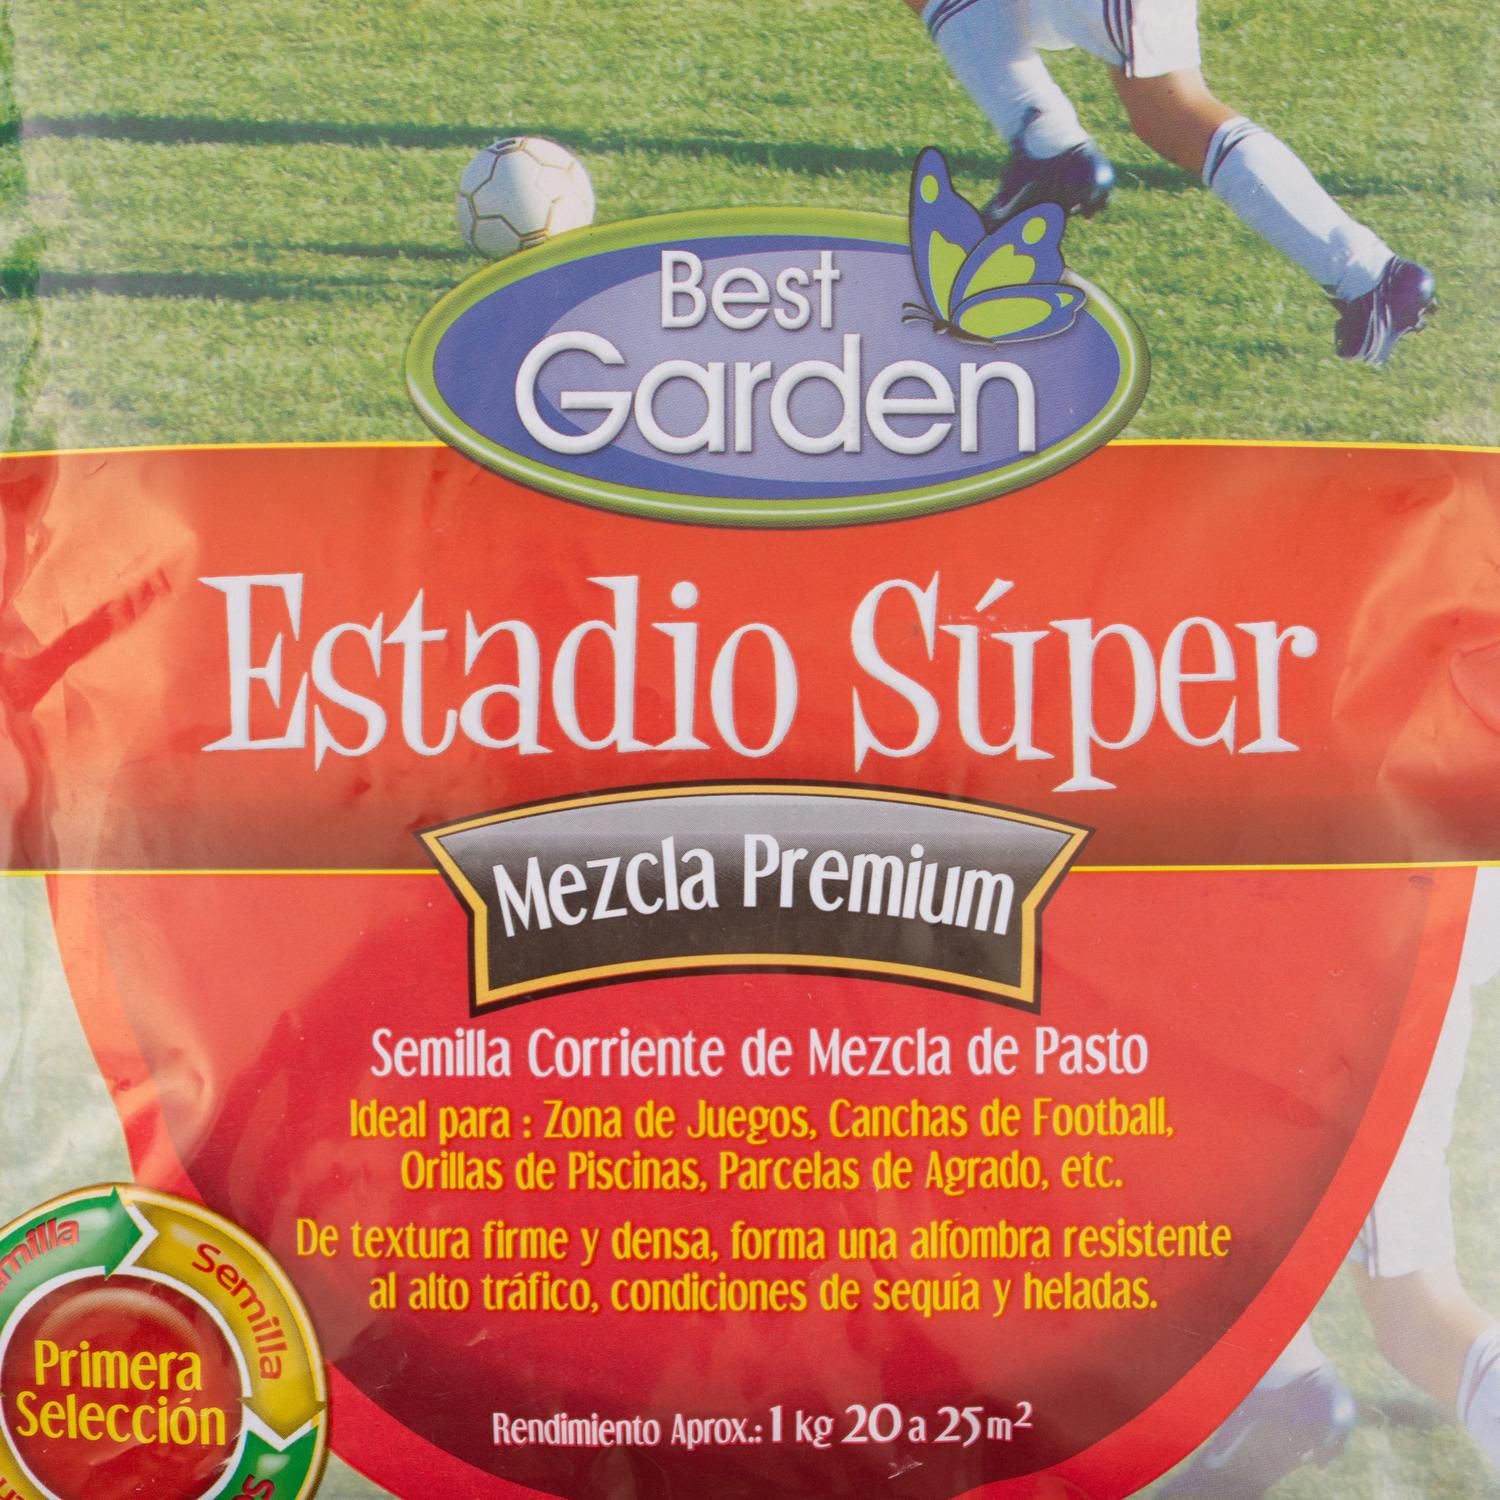 Best
Garden
Estadio Súper
Mezcla Premium
Semilla Corriente de Mezcla de Pasto
Ideal para : Zona de Juegos, Canchas de Football,
Orillas de Piscinas, Parcelas de Agrado, etc.
De textura firme y densa, forma una alfombra resistente
al alto tráfico, condiciones de sequía y heladas.
Semilla
Primera
Selección
Rendimiento Aprox.: 1 kg 20 a 25 m²